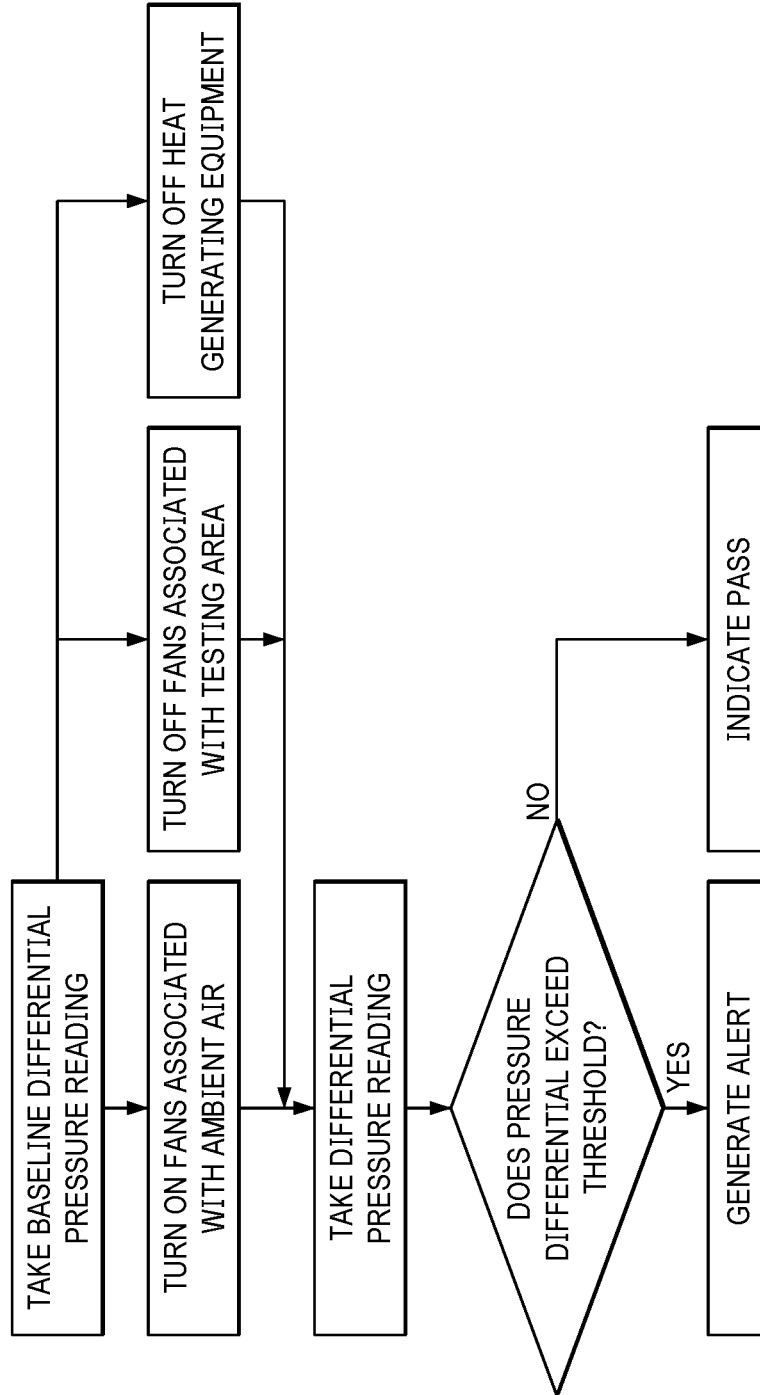 TAKE BASELINE DIFFERENTIAL
PRESSURE READING
TURN ON FANS ASSOCIATED
WITH AMBIENT AIR
TURN OFF FANS ASSOCIATED
WITH TESTING AREA
TURN OFF HEAT
GENERATING EQUIPMENT
TAKE DIFFERENTIAL
PRESSURE READING
DOES PRESSURE
DIFFERENTIAL EXCEED
THRESHOLD?
NO
YES
GENERATE ALERT
INDICATE PASS